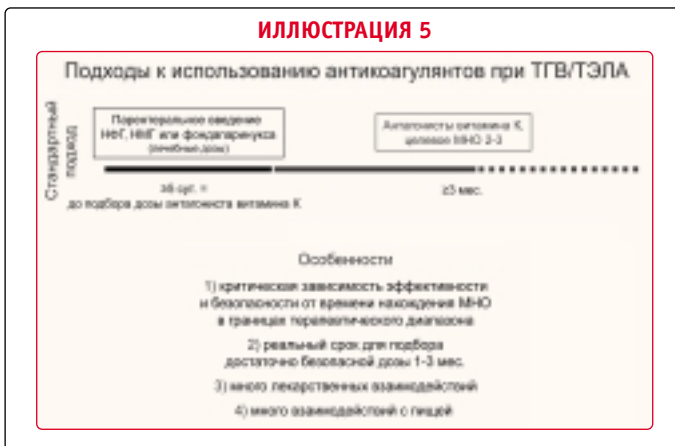 ИЛЛЮСТРАЦИЯ 5
Подходы к использованию антикоагулянтов при ТГВ/ТЭЛА
Стандартный
подход
Парентеральное введение
НФГ, НМГ или фондапаринукса
(лечебные дозы)
Антагонисты витамина К,
целевое МНО 2-3
сут.
до подбора дозы антагониста витамина К
≥3 мес.
Особенности
1) критическая зависимость эффективности
и безопасности от времени нахождения МНО
в границах терапевтического диапазона
2) реальный срок для подбора
достаточно безопасной дозы 1-3 мес.
3) много лекарственных взаимодействий
4) много взаимодействий с пищей